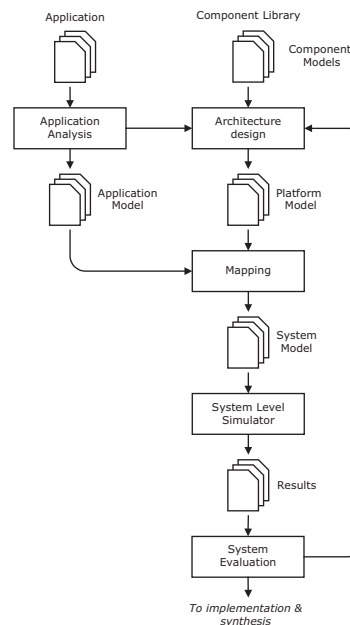 Application
Component Library
Component
Models
Application
Analysis
Architecture
design
Application
Model
Platform
Model
Mapping
System
Model
System Level
Simulator
Results
System
Evaluation
To implementation &
synthesis